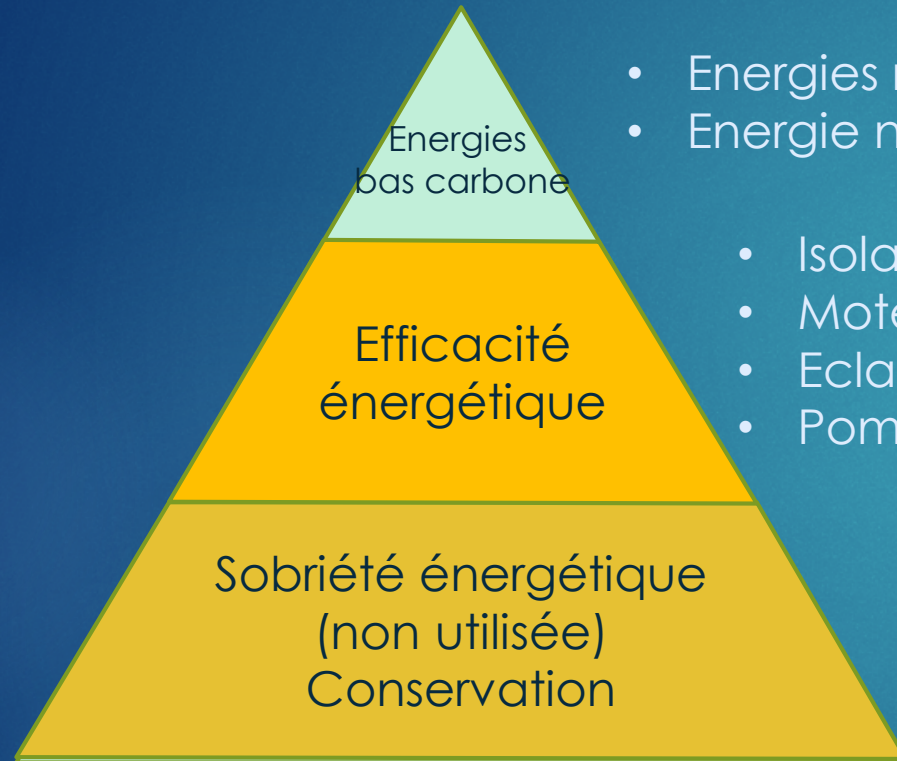 Energies
bas carbone
• Energies
• Energie
Efficacité
énergétique
Sobriété énergétique
(non utilisée)
Conservation